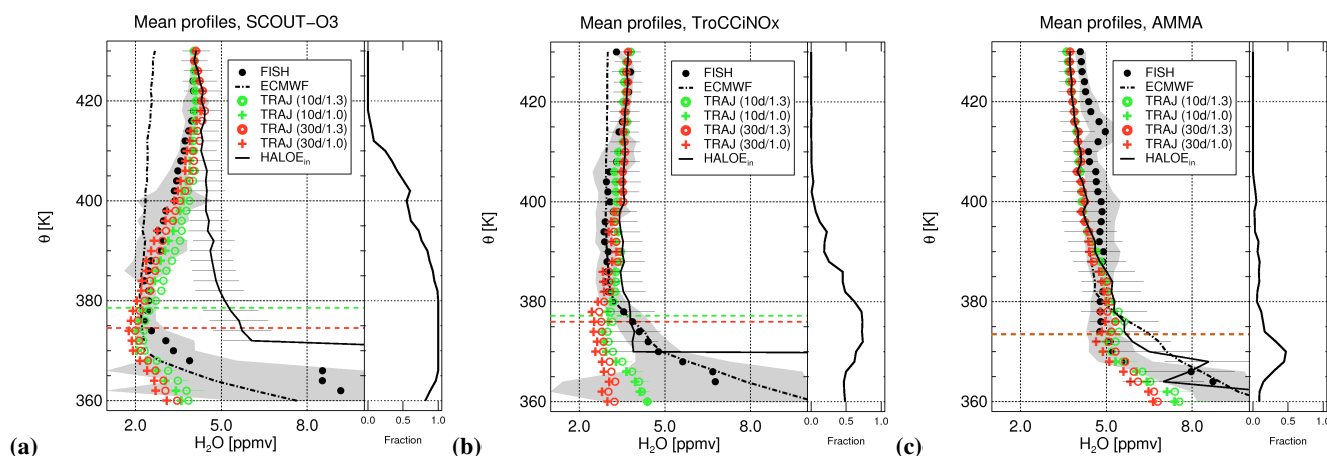 Mean profiles, SCOUT−O3
FISH
ECMWF
TRAJ (10d/1.3)
TRAJ (10d/1.0)
TRAJ (30d/1.3)
TRAJ (30d/1.0)
HALOEin
θ [K]
420
400
380
360
2.0 5.0 8.0
H2O [ppmv]
0.0 0.5 1.0
Fraction
(a)
Mean profiles, TroCCiNOx
FISH
ECMWF
TRAJ (10d/1.3)
TRAJ (10d/1.0)
TRAJ (30d/1.3)
TRAJ (30d/1.0)
HALOEin
θ [K]
420
400
380
360
2.0 5.0 8.0
H2O [ppmv]
0.0 0.5 1.0
Fraction
(b)
Mean profiles, AMMA
FISH
ECMWF
TRAJ (10d/1.3)
TRAJ (10d/1.0)
TRAJ (30d/1.3)
TRAJ (30d/1.0)
HALOEin
θ [K]
420
400
380
360
2.0 5.0 8.0
H2O [ppmv]
0.0 0.5 1.0
Fraction
(c)